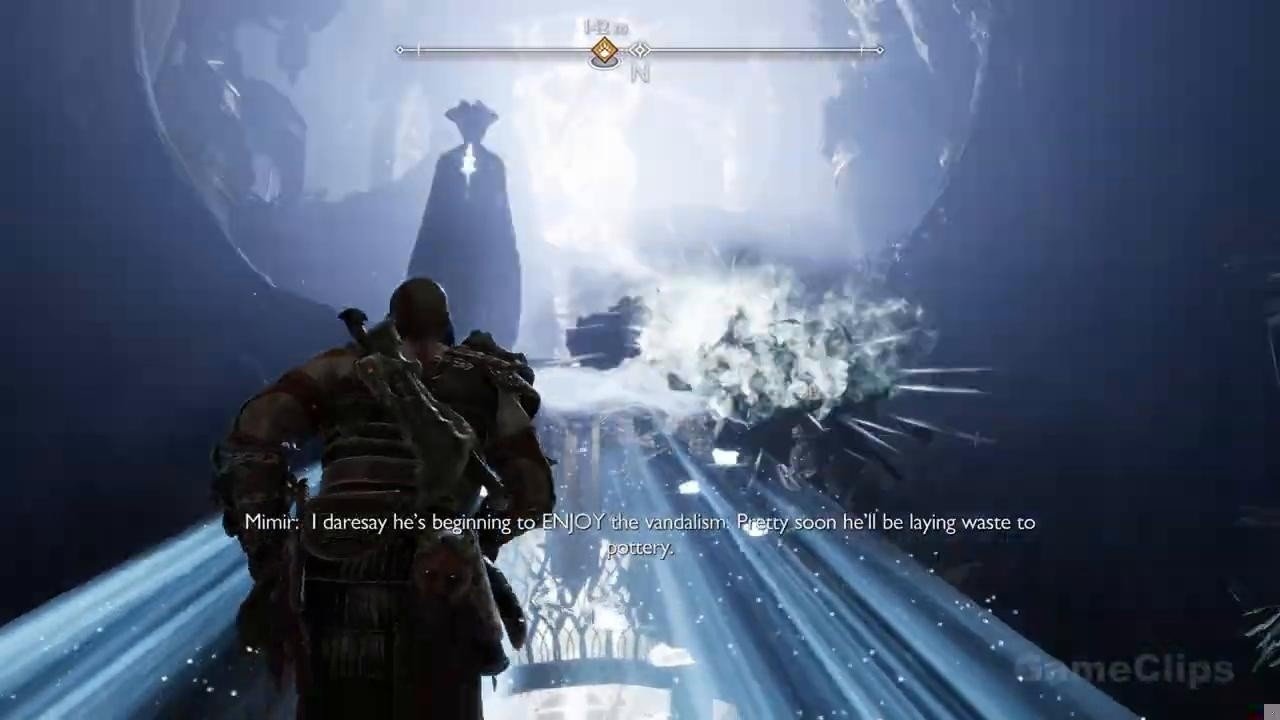 142 m
N
Mimir: I daresay he's beginning to ENJOY the vandalism. Pretty soon he'll be laying waste to
pottery.
GameClips